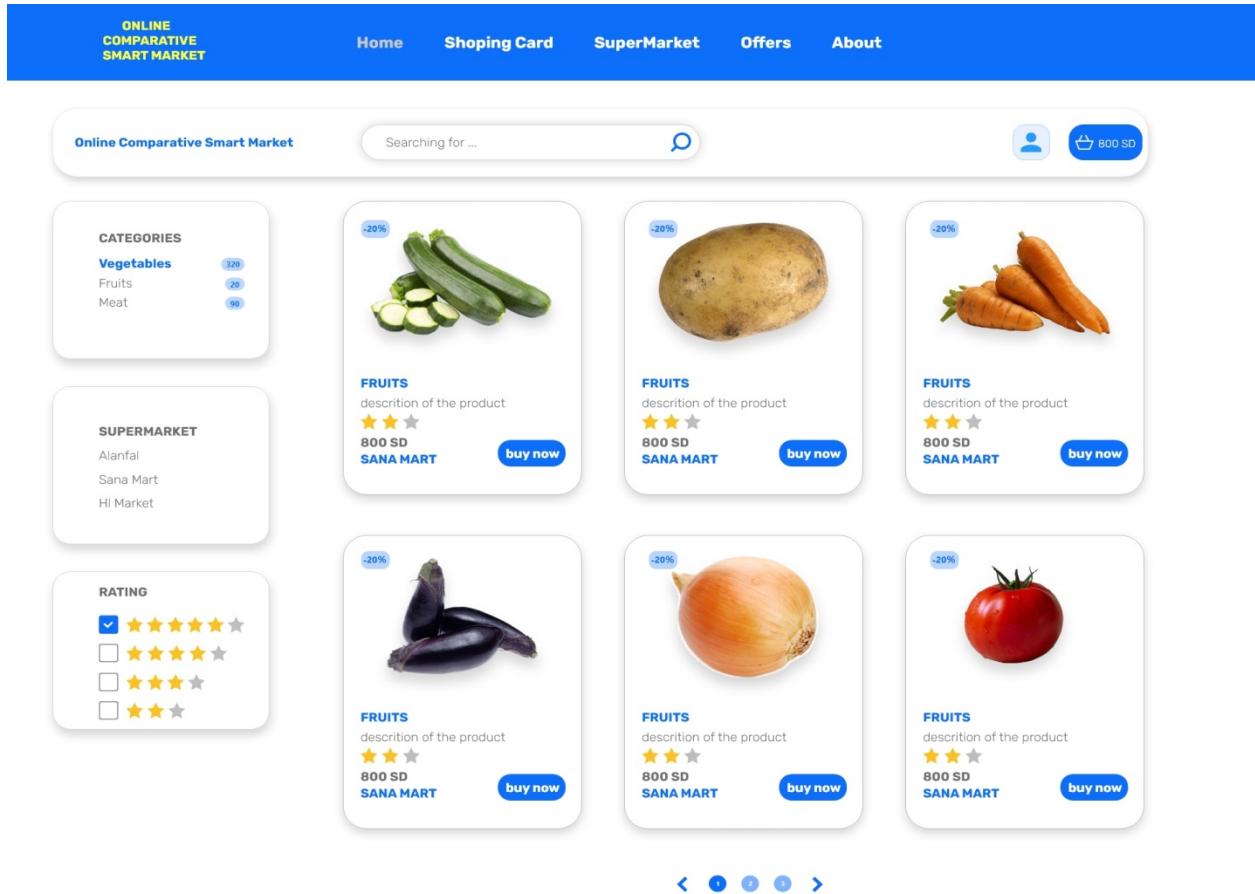 ONLINE
COMPARATIVE
SMART MARKET
Home Shoping Card SuperMarket Offers About
Online Comparative Smart Market
Searching for ...
800 SD
CATEGORIES
Vegetables 320
Fruits 20
Meat 90
SUPERMARKET
Alanfal
Sana Mart
HI Market
RATING
-20%
FRUITS
descrition of the product
800 SD
SANA MART
buy now
-20%
FRUITS
descrition of the product
800 SD
SANA MART
buy now
-20%
FRUITS
descrition of the product
800 SD
SANA MART
buy now
-20%
FRUITS
descrition of the product
800 SD
SANA MART
buy now
-20%
FRUITS
descrition of the product
800 SD
SANA MART
buy now
-20%
FRUITS
descrition of the product
800 SD
SANA MART
buy now
1 2 3